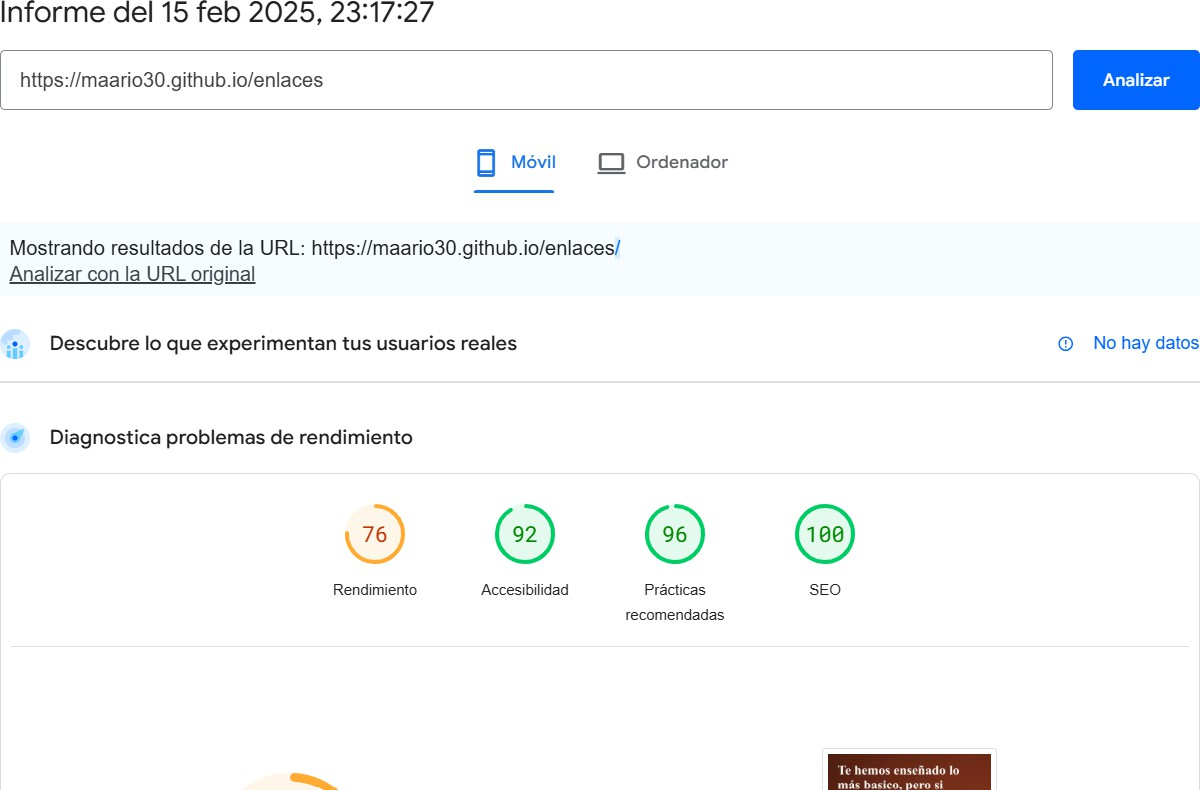 Informe del 15 feb 2025, 23:17:27
https://maario30.github.io/enlaces
Analizar
Móvil
Ordenador
Mostrando resultados de la URL: https://maario30.github.io/enlaces/
Analizar con la URL original
Descubre lo que experimentan tus usuarios reales
No hay datos
Diagnostica problemas de rendimiento
76
92
96
100
Rendimiento
Accesibilidad
Prácticas
recomendadas
SEO
Te hemos enseñado lo
más basico, pero si